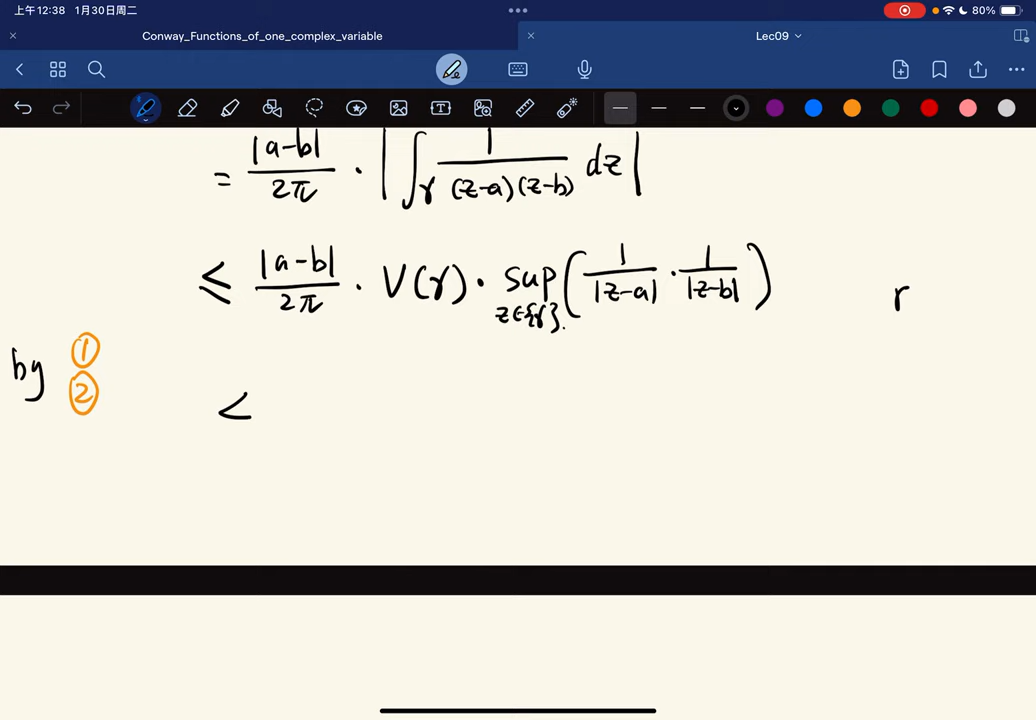 上午12:38 1月30日周二
80%
Conway_Functions_of_one_complex_variable
Lec09
= |a-b|/2π · |∫_γ 1/((z-a)(z-b)) dz|
≤ |a-b|/2π · V(γ) · sup_{z∈{γ}} (1/|z-a| · 1/|z-b|)
r
by ①
②
<